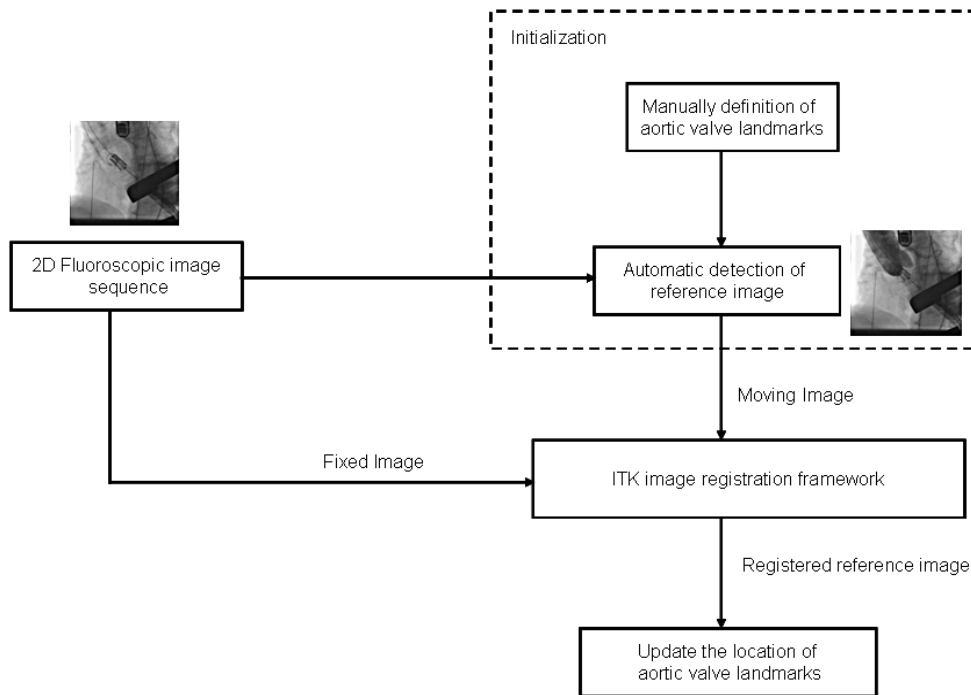 Initialization
Manually definition of
aortic valve landmarks
2D Fluoroscopic image
sequence
Automatic detection of
reference image
Moving Image
Fixed Image
ITK image registration framework
Registered reference image
Update the location of
aortic valve landmarks